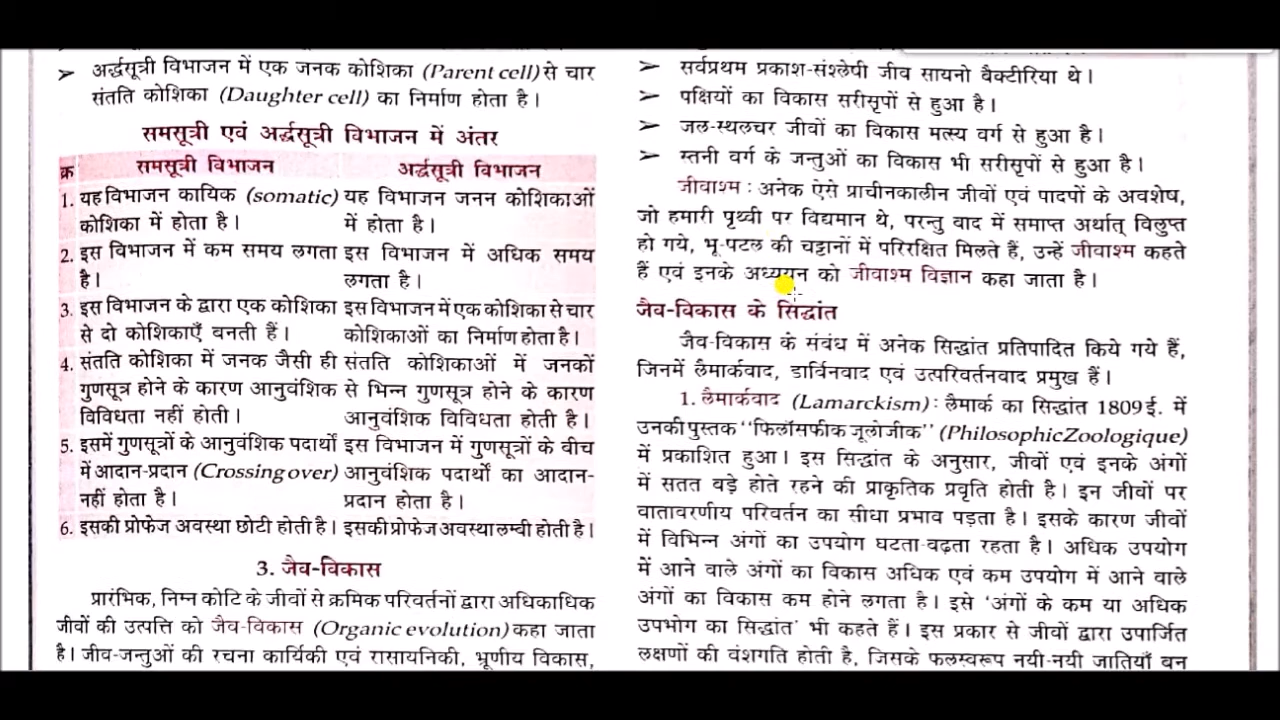 ➢ अर्द्धसूत्री विभाजन में एक जनक कोशिका (Parent cell) से चार
संतति कोशिका (Daughter cell) का निर्माण होता है।
समसूत्री एवं अर्द्धसूत्री विभाजन में अंतर
क्र समसूत्री विभाजन अर्द्धसूत्री विभाजन
1. यह विभाजन कायिक (somatic) यह विभाजन जनन कोशिकाओं
कोशिका में होता है। में होता है।
2. इस विभाजन में कम समय लगता इस विभाजन में अधिक समय
है। लगता है।
3. इस विभाजन के द्वारा एक कोशिका इस विभाजन में एक कोशिका से चार
से दो कोशिकाएँ बनती हैं। कोशिकाओं का निर्माण होता है।
4. संतति कोशिका में जनक जैसी ही संतति कोशिकाओं में जनकों
गुणसूत्र होने के कारण आनुवंशिक से भिन्न गुणसूत्र होने के कारण
विविधता नहीं होती। आनुवंशिक विविधता होती है।
5. इसमें गुणसूत्रों के आनुवंशिक पदार्थो इस विभाजन में गुणसूत्रों के बीच
में आदान-प्रदान (Crossing over) आनुवंशिक पदार्थों का आदान-
नहीं होता है। प्रदान होता है।
6. इसकी प्रोफेज अवस्था छोटी होती है। इसकी प्रोफेज अवस्था लम्बी होती है।
3. जैव-विकास
प्रारंभिक, निम्न कोटि के जीवों से क्रमिक परिवर्तनों द्वारा अधिकाधिक
जीवों की उत्पत्ति को जैव-विकास (Organic evolution) कहा जाता
है। जीव-जन्तुओं की रचना कार्यिकी एवं रासायनिकी, भ्रूणीय विकास,
➢ सर्वप्रथम प्रकाश-संश्लेषी जीव सायनो बैक्टीरिया थे।
➢ पक्षियों का विकास सरीसृपों से हुआ है।
➢ जल-स्थलचर जीवों का विकास मत्स्य वर्ग से हुआ है।
➢ स्तनी वर्ग के जन्तुओं का विकास भी सरीसृपों से हुआ है।
जीवाश्म : अनेक ऐसे प्राचीनकालीन जीवों एवं पादपों के अवशेष,
जो हमारी पृथ्वी पर विद्यमान थे, परन्तु बाद में समाप्त अर्थात् विलुप्त
हो गये, भू-पटल की चट्टानों में परिरक्षित मिलते हैं, उन्हें जीवाश्म कहते
हैं एवं इनके अध्ययन को जीवाश्म विज्ञान कहा जाता है।
जैव-विकास के सिद्धांत
जैव-विकास के संबंध में अनेक सिद्धांत प्रतिपादित किये गये हैं,
जिनमें लैमार्कवाद, डार्विनवाद एवं उत्परिवर्तनवाद प्रमुख हैं।
1. लैमार्कवाद (Lamarckism) : लैमार्क का सिद्धांत 1809 ई. में
उनकी पुस्तक "फिलॉसफीक जूलोजीक" (Philosophic Zoologique)
में प्रकाशित हुआ। इस सिद्धांत के अनुसार, जीवों एवं इनके अंगों
में सतत बड़े होते रहने की प्राकृतिक प्रवृति होती है। इन जीवों पर
वातावरणीय परिवर्तन का सीधा प्रभाव पड़ता है। इसके कारण जीवों
में विभिन्न अंगों का उपयोग घटता-बढ़ता रहता है। अधिक उपयोग
में आने वाले अंगों का विकास अधिक एवं कम उपयोग में आने वाले
अंगों का विकास कम होने लगता है। इसे 'अंगों के कम या अधिक
उपभोग का सिद्धांत' भी कहते हैं। इस प्रकार से जीवों द्वारा उपार्जित
लक्षणों की वंशगति होती है, जिसके फलस्वरूप नयी-नयी जातियाँ बन